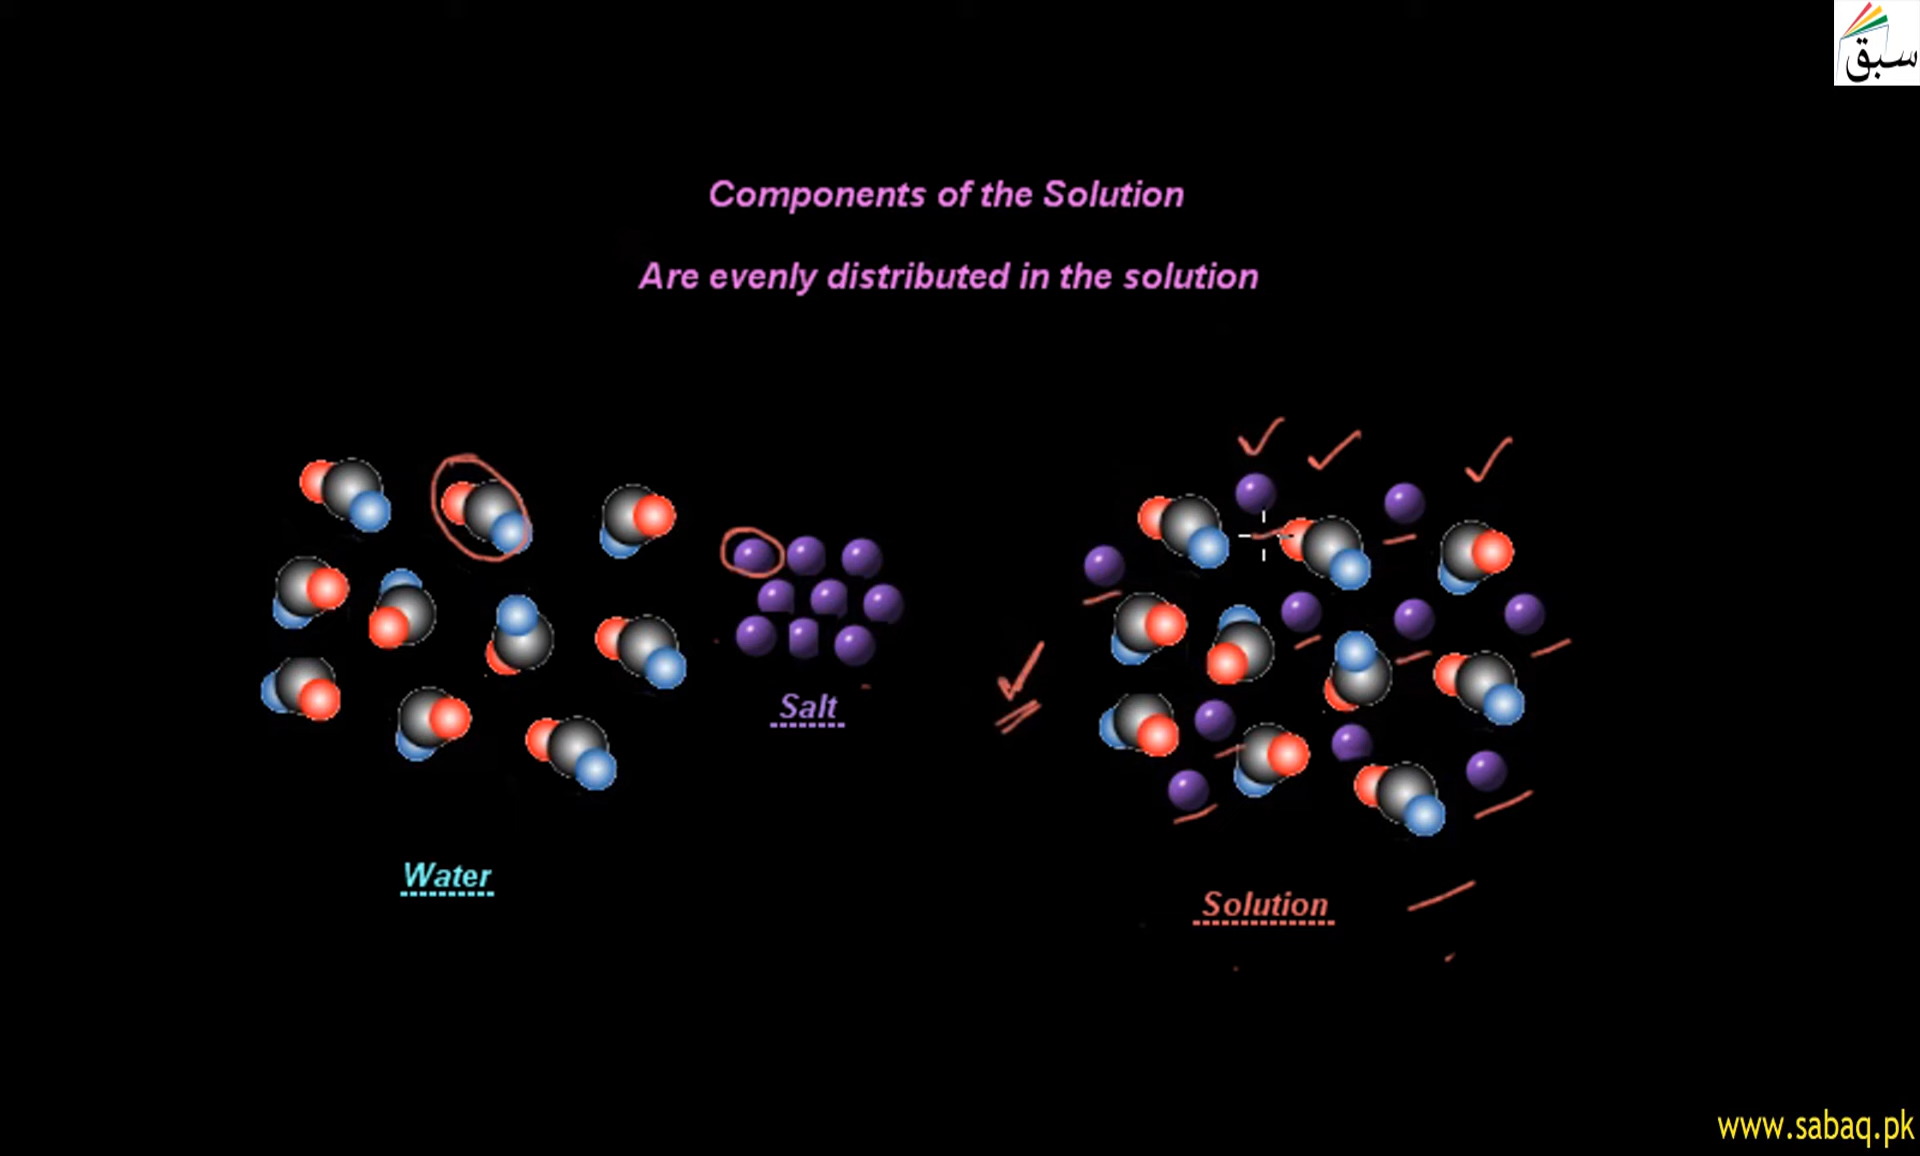 سبق
Components of the Solution
Are evenly distributed in the solution
Salt
Water
Solution
www.sabaq.pk